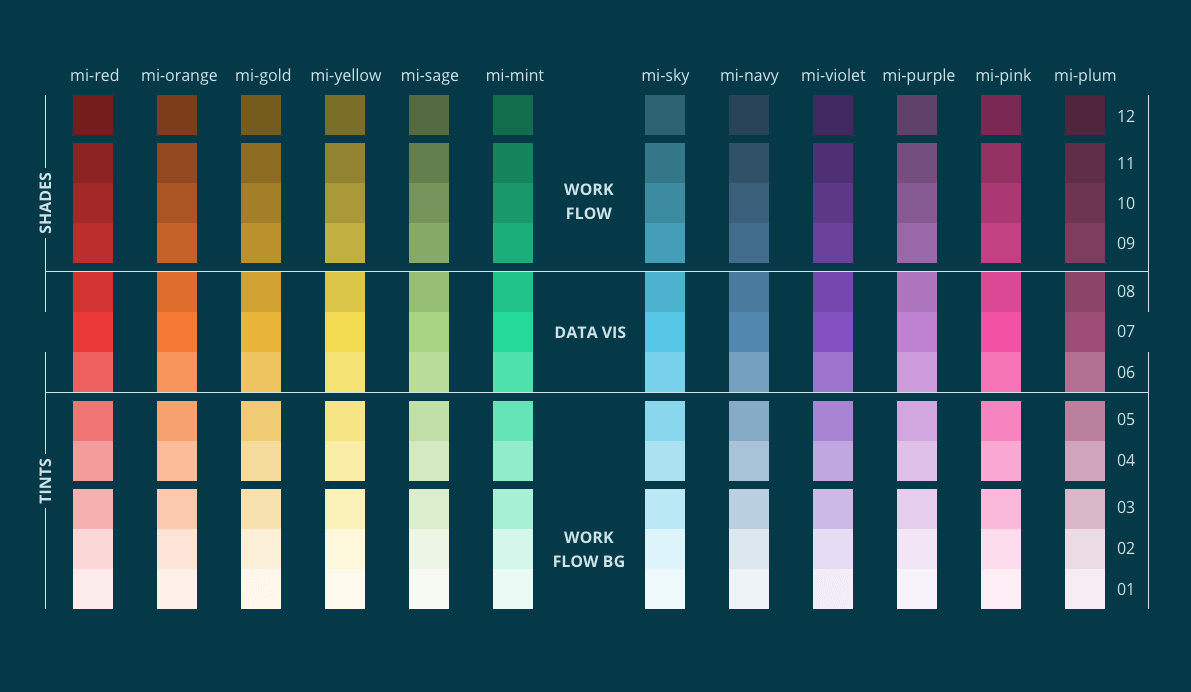 mi-red mi-orange mi-gold mi-yellow mi-sage mi-mint mi-sky mi-navy mi-violet mi-purple mi-pink mi-plum
12
11
SHADES
WORK
FLOW
10
09
08
DATA VIS
07
06
05
04
TINTS
03
WORK
FLOW BG
02
01